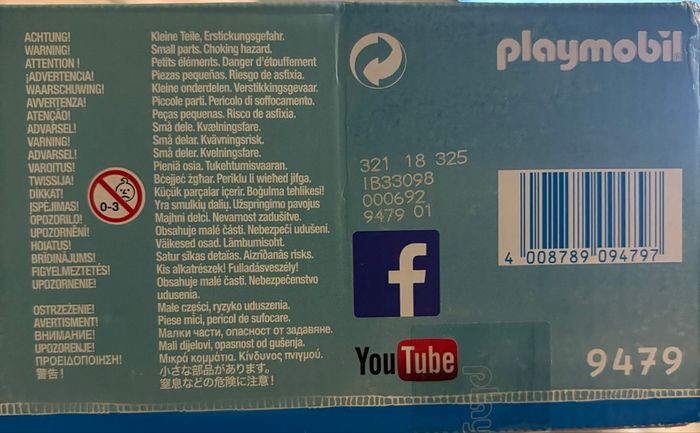 ACHTUNG! Kleine Teile, Erstickungsgefahr.
WARNING! Small parts. Choking hazard.
ATTENTION ! Petits éléments. Danger d'étouffement
¡ADVERTENCIA! Piezas pequeñas. Riesgo de asfixia.
WAARSCHUWING! Kleine onderdelen. Verstikkingsgevaar.
AVVERTENZA! Piccole parti. Pericolo di soffocamento.
ATENÇÃO! Peças pequenas. Risco de asfixia.
ADVARSEL! Små dele. Kvælningsfare.
VARNING! Små delar. Kvävningsrisk.
ADVARSEL! Små deler. Kvelningsfare.
VAROITUS! Pieniä osia. Tukehtumisvaaran.
TWISSIJA! Bċejjeċ żgħar. Periklu li wieħed jifga.
DİKKAT! Küçük parçalar içerir. Boğulma tehlikesi!
ISPĖJIMAS! Yra smulkių dalių. Užspringimo pavojus
OPOZORILO! Majhni delci. Nevarnost zadušitve.
UPOZORNĚNÍ! Obsahuje malé části. Nebezpečí udušení.
HOIATUS! Väikesed osad. Lämbumisoht.
BRĪDINĀJUMS! Satur sīkas detaļas. Aizrīšanās risks.
FIGYELMEZTETÉS! Kis alkatrészek! Fulladásveszély!
UPOZORNENIE! Obsahuje malé časti. Nebezpečenstvo
udusenia.
OSTRZEŻENIE! Małe części, ryzyko uduszenia.
AVERTISMENT! Piese mici, pericol de sufocare.
ВНИМАНИЕ! Малки части, опасност от задавяне.
UPOZORENJE! Mali dijelovi, opasnost od gušenja.
ΠΡΟΕΙΔΟΠΟΙΗΣΗ! Μικρά κομμάτια. Κίνδυνος πνιγμού.
警告! 小さな部品があります。
窒息などの危険に注意!
0-3
playmobil
321 18 325
IB33098
000692
9479 01
4 008789 094797
f
YouTube
9479
play